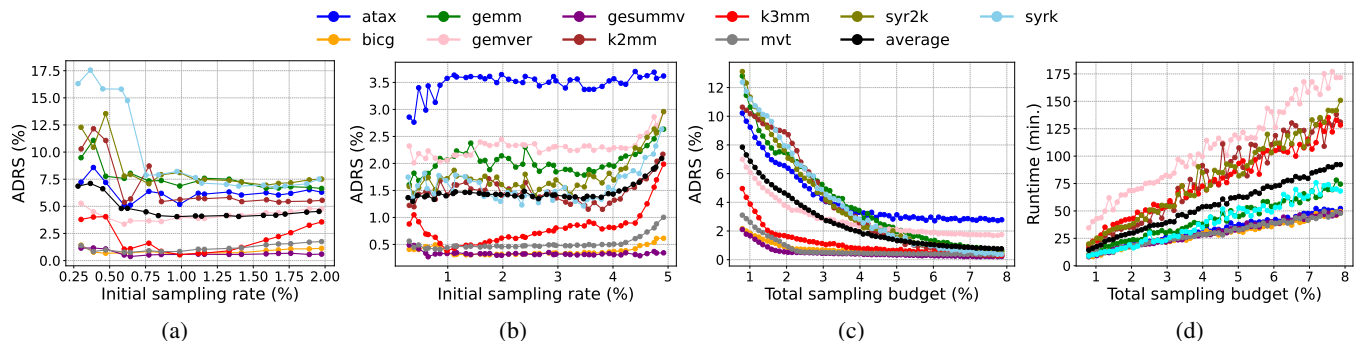 atax gemm gesummv k3mm syr2k syrk
bicg gemver k2mm mvt average
ADRS (%)
17.5
15.0
12.5
10.0
7.5
5.0
2.5
0.0
0.25 0.50 0.75 1.00 1.25 1.50 1.75 2.00
Initial sampling rate (%)
(a)
ADRS (%)
3.5
3.0
2.5
2.0
1.5
1.0
0.5
1 2 3 4 5
Initial sampling rate (%)
(b)
ADRS (%)
12
10
8
6
4
2
0
1 2 3 4 5 6 7 8
Total sampling budget (%)
(c)
Runtime (min.)
175
150
125
100
75
50
25
0
1 2 3 4 5 6 7 8
Total sampling budget (%)
(d)